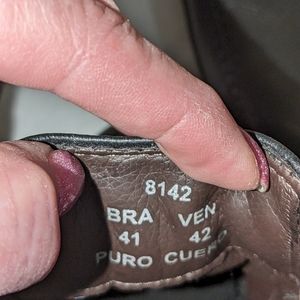 8142
BRA VEN
41 42
PURO CUERO